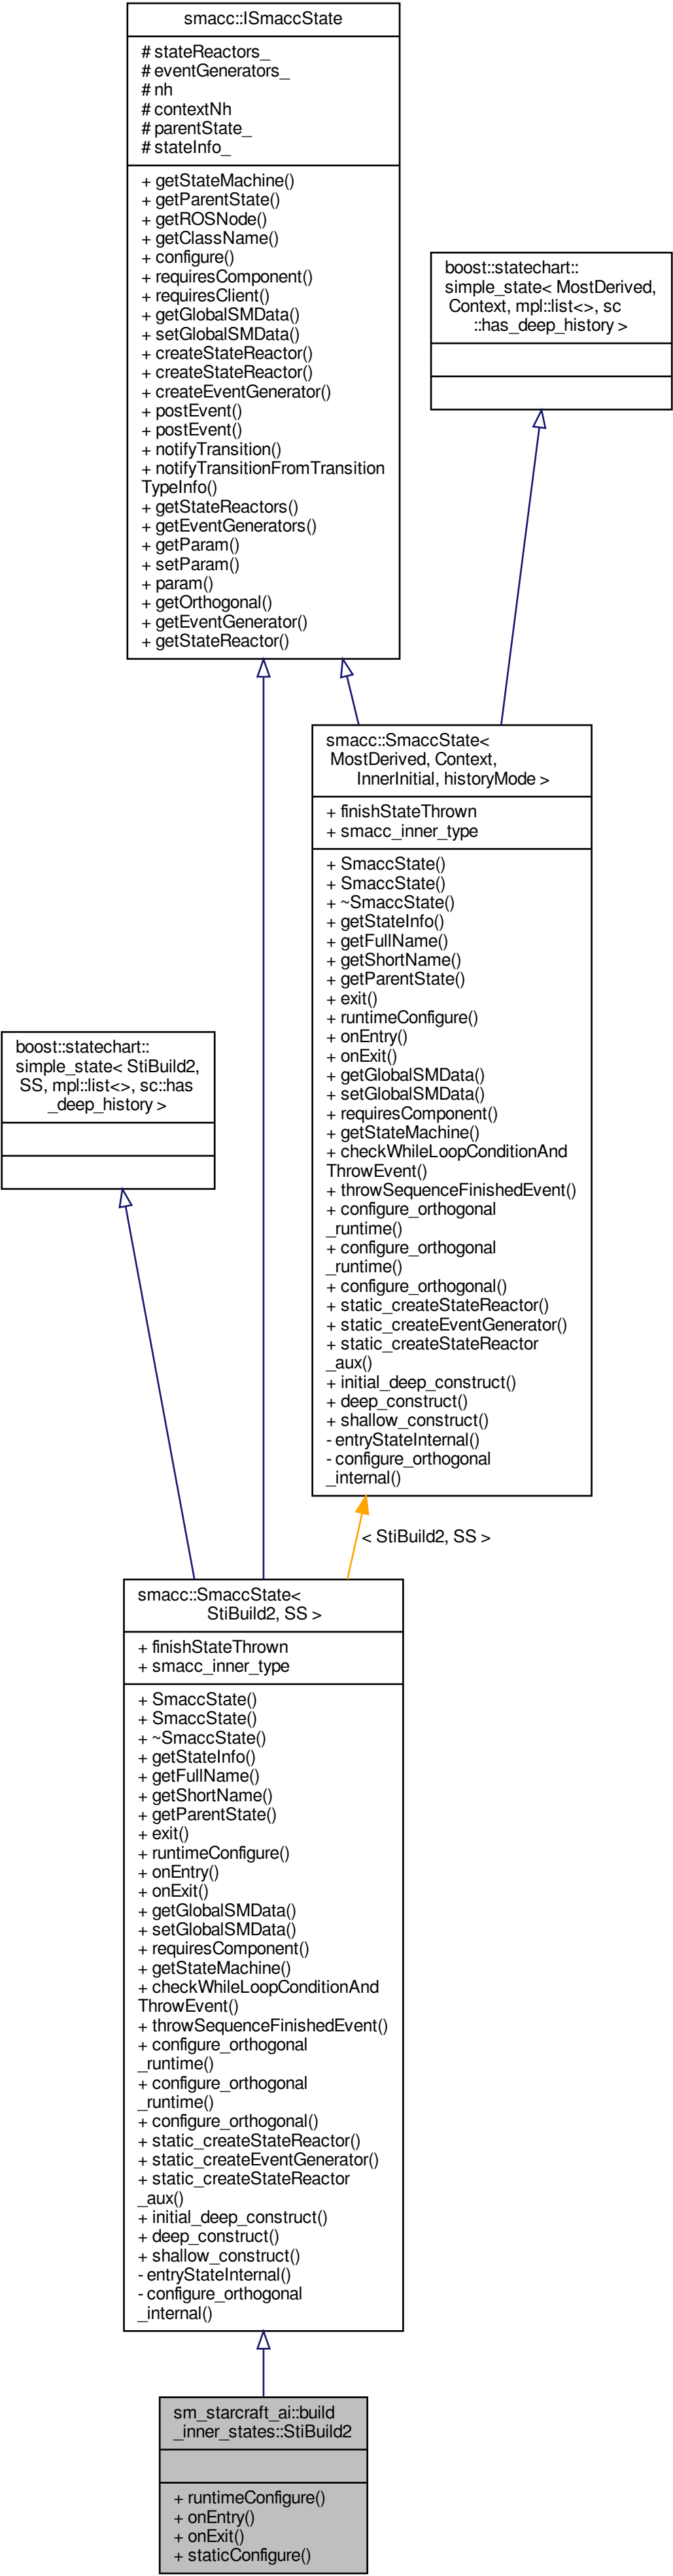 smacc::ISmaccState
# stateReactors_
# eventGenerators_
# nh
# contextNh
# parentState_
# stateInfo_
+ getStateMachine()
+ getParentState()
+ getROSNode()
+ getClassName()
+ configure()
+ requiresComponent()
+ requiresClient()
+ getGlobalSMData()
+ setGlobalSMData()
+ createStateReactor()
+ createStateReactor()
+ createEventGenerator()
+ postEvent()
+ postEvent()
+ notifyTransition()
+ notifyTransitionFromTransition
TypeInfo()
+ getStateReactors()
+ getEventGenerators()
+ getParam()
+ setParam()
+ param()
+ getOrthogonal()
+ getEventGenerator()
+ getStateReactor()
boost::statechart::
simple_state< MostDerived,
Context, mpl::list<>, sc
::has_deep_history >
smacc::SmaccState<
MostDerived, Context,
InnerInitial, historyMode >
+ finishStateThrown
+ smacc_inner_type
+ SmaccState()
+ SmaccState()
+ ~SmaccState()
+ getStateInfo()
+ getFullName()
+ getShortName()
+ getParentState()
+ exit()
+ runtimeConfigure()
+ onEntry()
+ onExit()
+ getGlobalSMData()
+ setGlobalSMData()
+ requiresComponent()
+ getStateMachine()
+ checkWhileLoopConditionAnd
ThrowEvent()
+ throwSequenceFinishedEvent()
+ configure_orthogonal
_runtime()
+ configure_orthogonal
_runtime()
+ configure_orthogonal()
+ static_createStateReactor()
+ static_createEventGenerator()
+ static_createStateReactor
_aux()
+ initial_deep_construct()
+ deep_construct()
+ shallow_construct()
- entryStateInternal()
- configure_orthogonal
_internal()
boost::statechart::
simple_state< StiBuild2,
SS, mpl::list<>, sc::has
_deep_history >
< StiBuild2, SS >
smacc::SmaccState<
StiBuild2, SS >
+ finishStateThrown
+ smacc_inner_type
+ SmaccState()
+ SmaccState()
+ ~SmaccState()
+ getStateInfo()
+ getFullName()
+ getShortName()
+ getParentState()
+ exit()
+ runtimeConfigure()
+ onEntry()
+ onExit()
+ getGlobalSMData()
+ setGlobalSMData()
+ requiresComponent()
+ getStateMachine()
+ checkWhileLoopConditionAnd
ThrowEvent()
+ throwSequenceFinishedEvent()
+ configure_orthogonal
_runtime()
+ configure_orthogonal
_runtime()
+ configure_orthogonal()
+ static_createStateReactor()
+ static_createEventGenerator()
+ static_createStateReactor
_aux()
+ initial_deep_construct()
+ deep_construct()
+ shallow_construct()
- entryStateInternal()
- configure_orthogonal
_internal()
sm_starcraft_ai::build
_inner_states::StiBuild2
+ runtimeConfigure()
+ onEntry()
+ onExit()
+ staticConfigure()